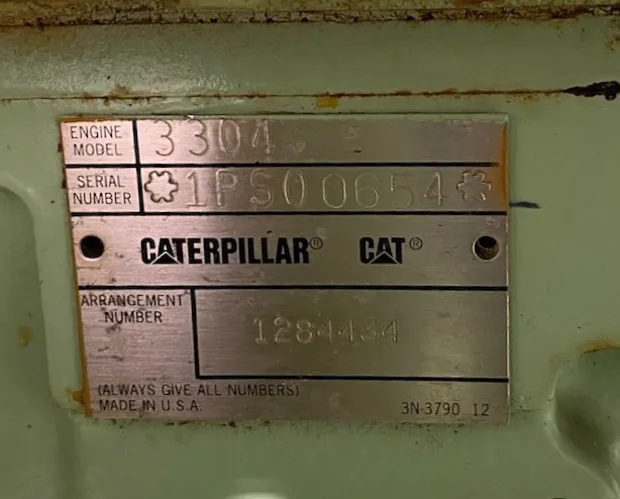 ENGINE MODEL 3304
SERIAL NUMBER 1PS00654
CATERPILLAR® CAT®
ARRANGEMENT NUMBER 1284434
(ALWAYS GIVE ALL NUMBERS)
MADE IN U.S.A. 3N-3790 12